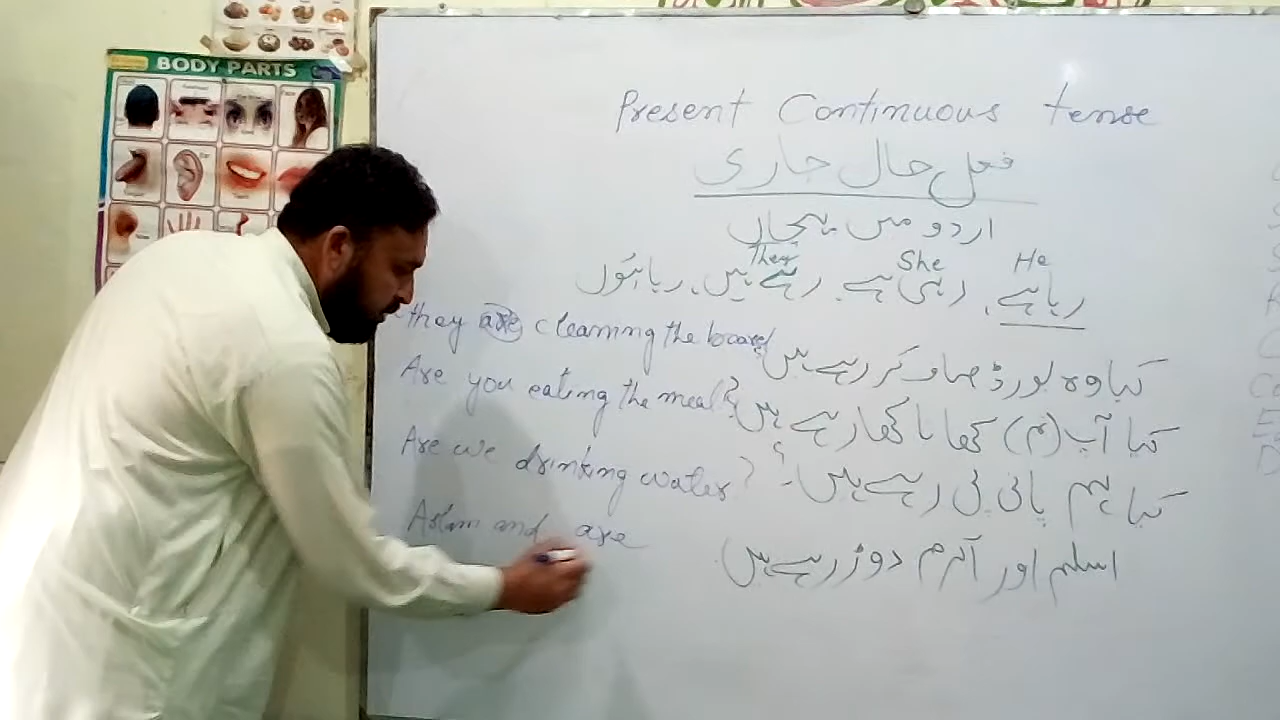 BODY PARTS
Present Continuous tense
فعل حال جاری
اردو میں پہچان
He She They
رہا ہے، رہی ہے، رہے ہیں، رہا ہوں
they are cleaning the board کیا وہ بورڈ صاف کر رہے ہیں
Are you eating the meal? کیا آپ (تم) کھانا کھا رہے ہیں
Are we drinking water? کیا ہم پانی پی رہے ہیں؟
Aslam and are اسلم اور اکرم دوڑ رہے ہیں